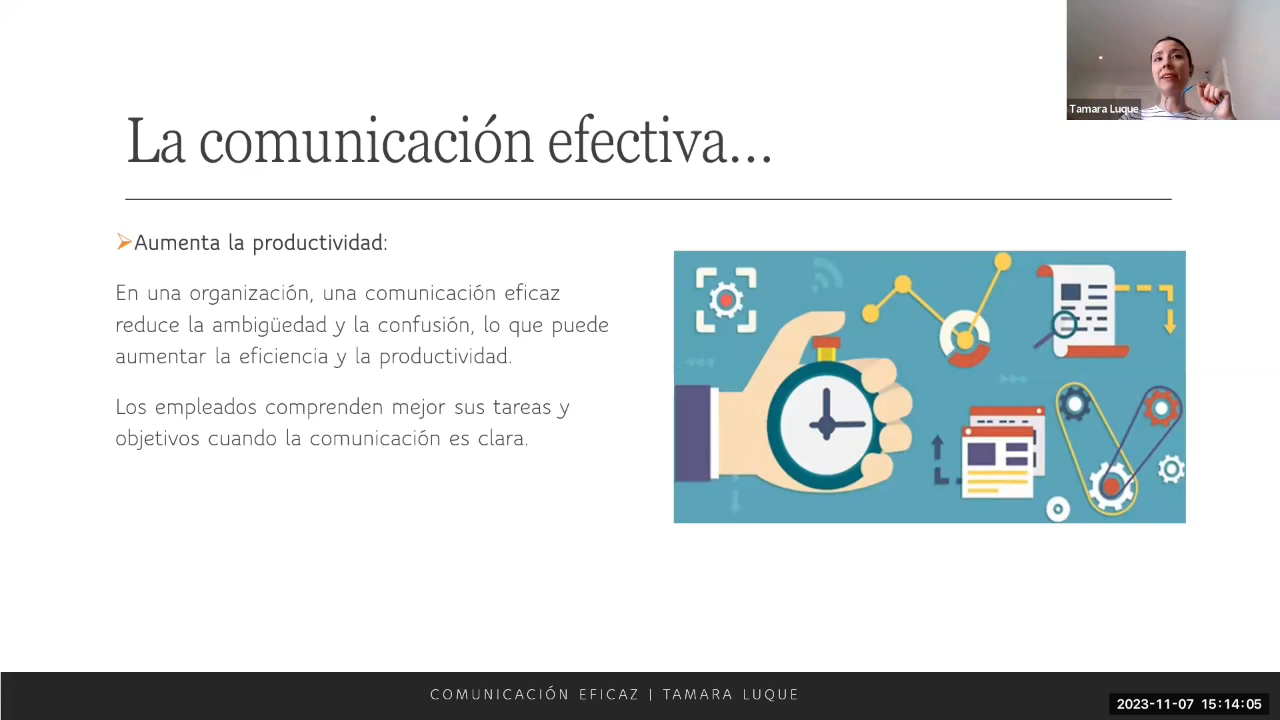 Tamara Luque
La comunicación efectiva...
Aumenta la productividad:
En una organización, una comunicación eficaz
reduce la ambigüedad y la confusión, lo que puede
aumentar la eficiencia y la productividad.
Los empleados comprenden mejor sus tareas y
objetivos cuando la comunicación es clara.
COMUNICACIÓN EFICAZ | TAMARA LUQUE
2023-11-07 15:14:05